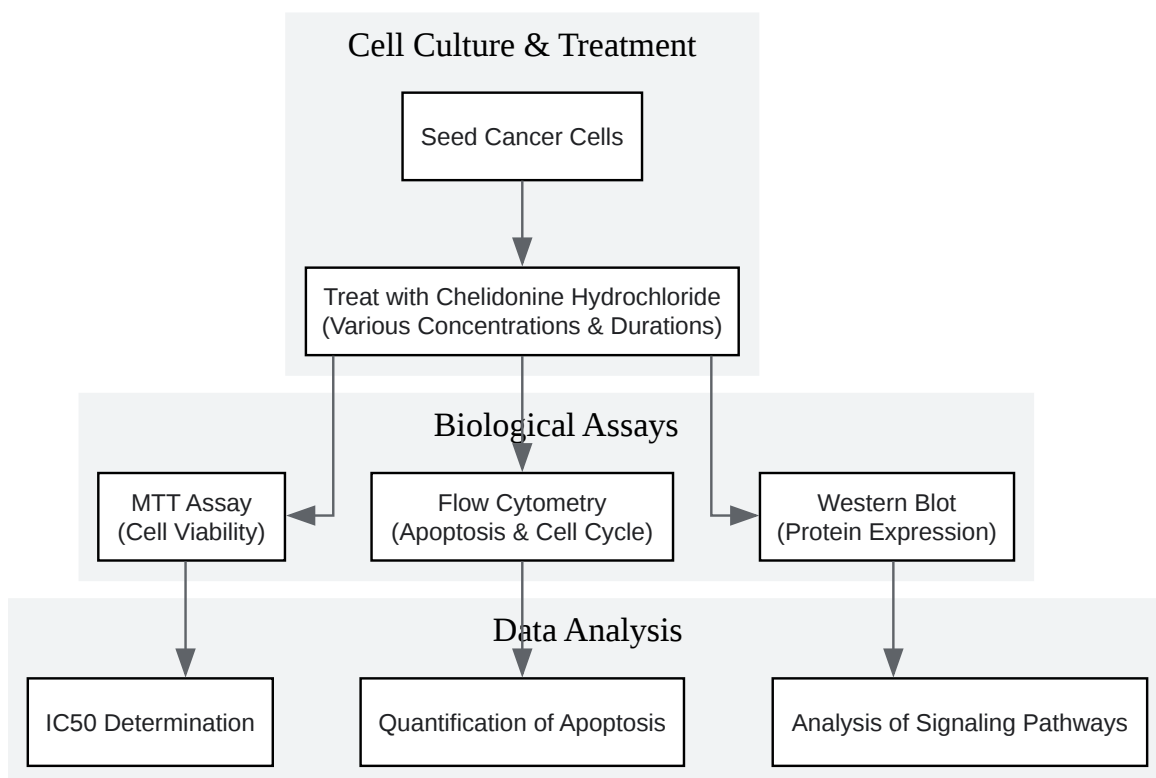 Cell Culture & Treatment
Seed Cancer Cells
Treat with Chelidonine Hydrochloride
(Various Concentrations & Durations)
Biological Assays
MTT Assay
(Cell Viability)
Flow Cytometry
(Apoptosis & Cell Cycle)
Western Blot
(Protein Expression)
Data Analysis
IC50 Determination
Quantification of Apoptosis
Analysis of Signaling Pathways